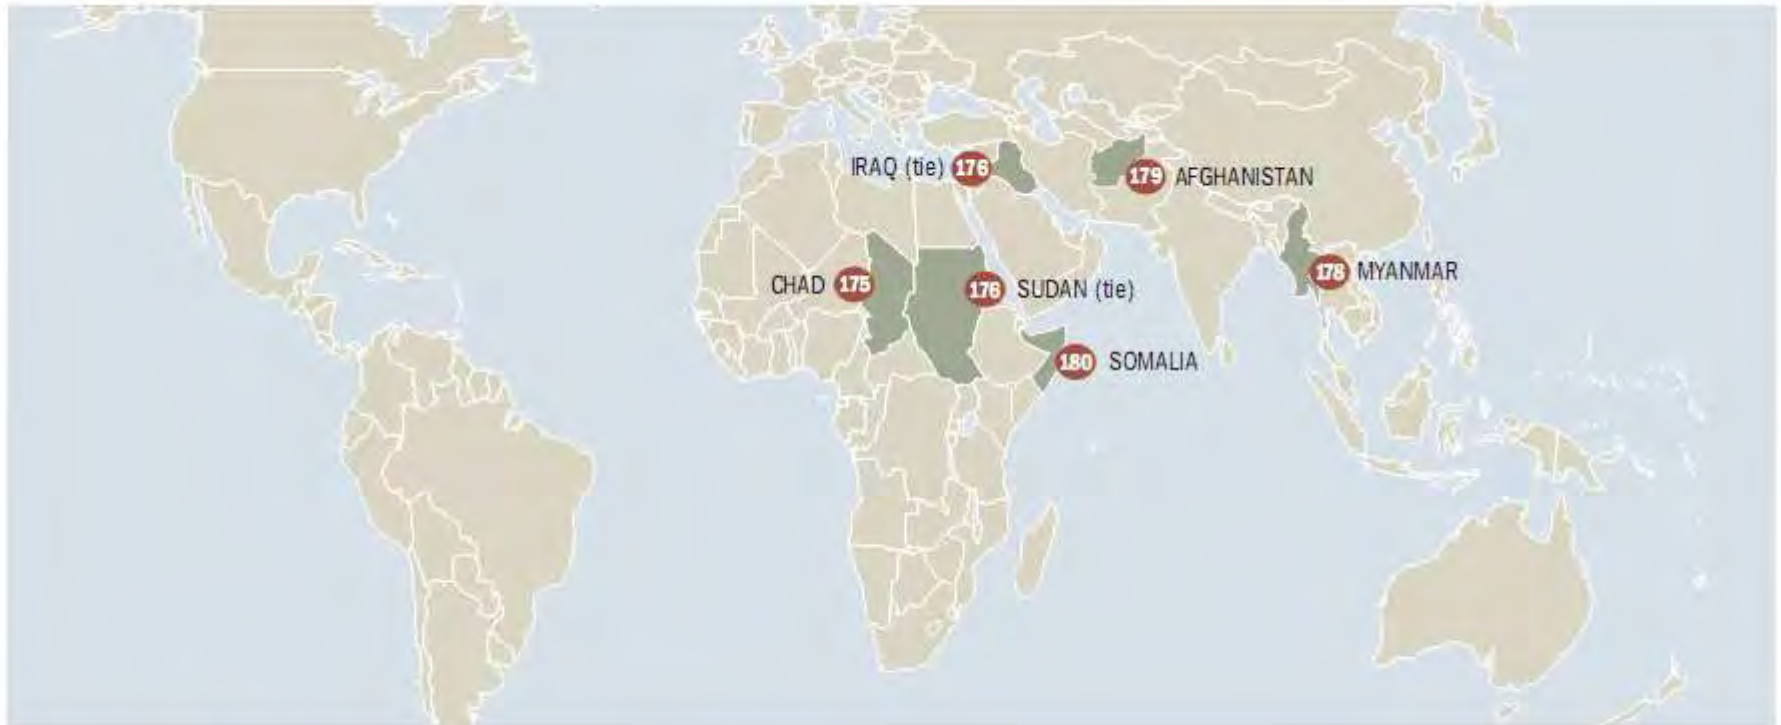 IRAQ (tie) 176
179 AFGHANISTAN
CHAD 175
176 SUDAN (tie)
178 MYANMAR
180 SOMALIA